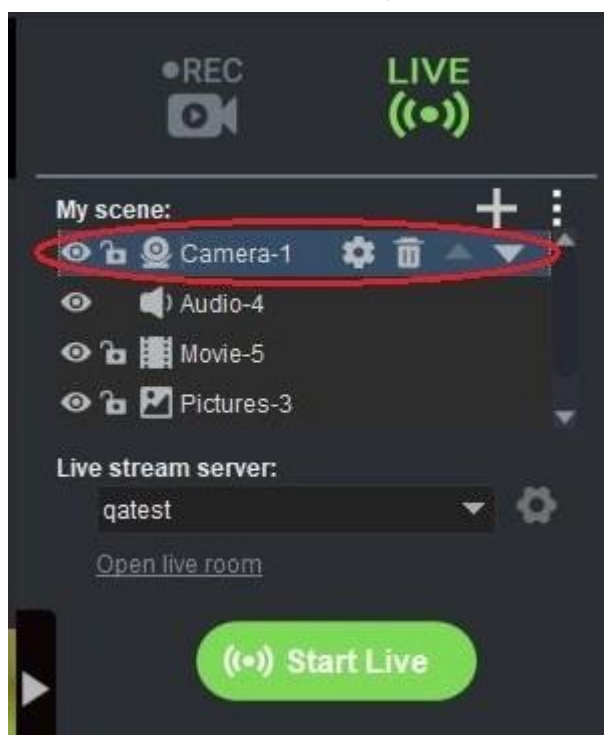 ●REC
LIVE
My scene:
Camera-1
Audio-4
Movie-5
Pictures-3
Live stream server:
qatest
Open live room
Start Live